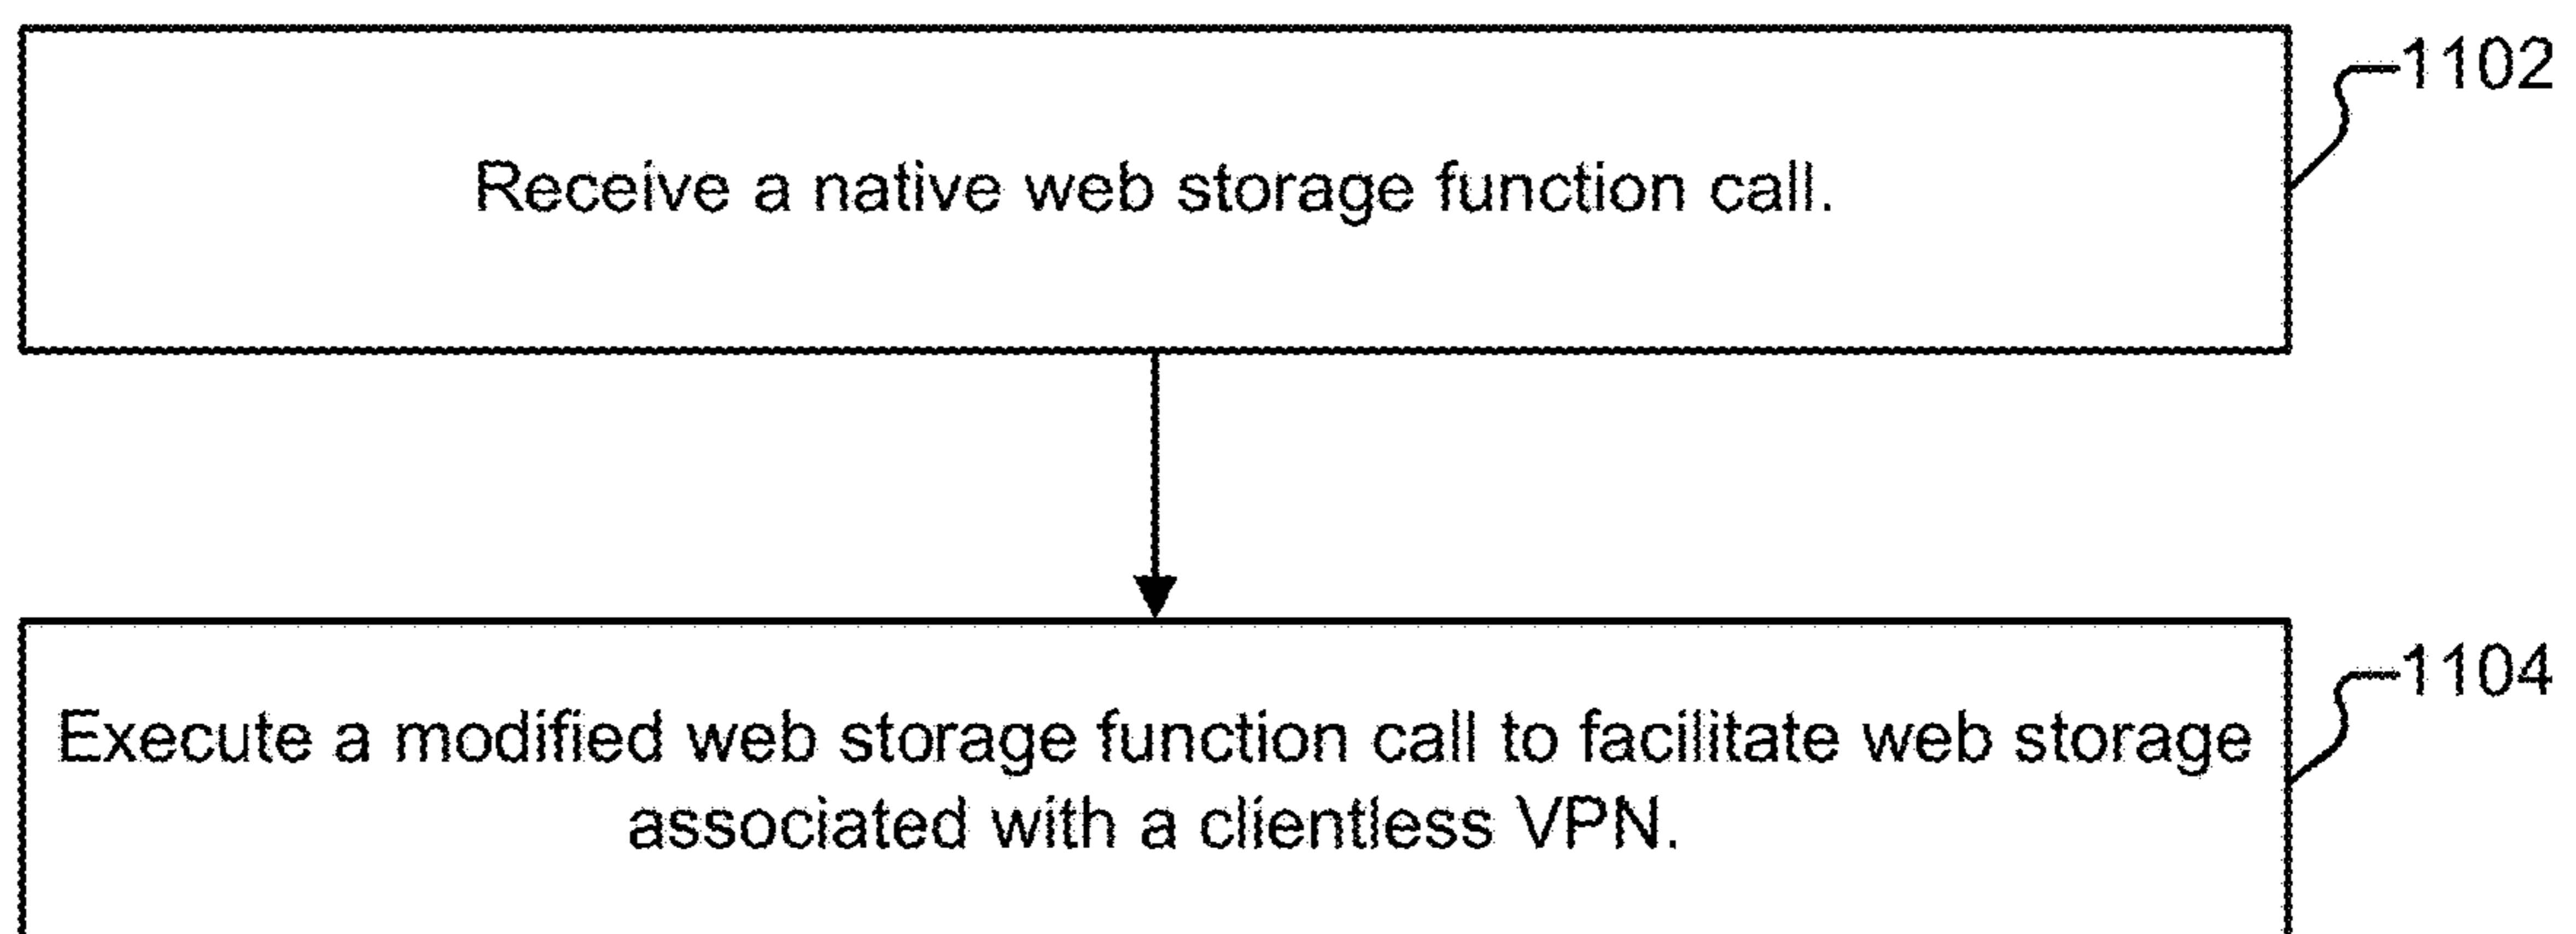 1102
Receive a native web storage function call.
1104
Execute a modified web storage function call to facilitate web storage
associated with a clientless VPN.